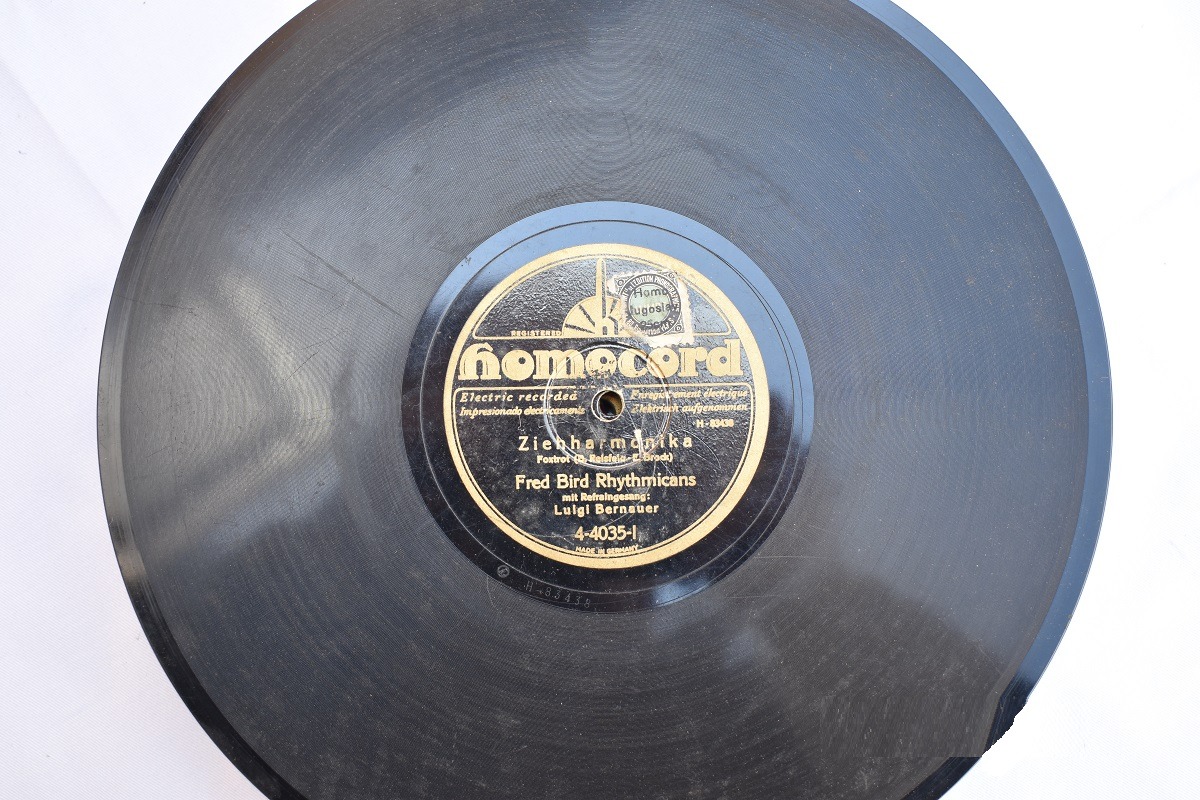 REGISTERED
homocord
Electric recorded
Enregistrement électrique
Impresionado electricamente
Elektrisch aufgenommen
H-83438
Ziehharmonika
Foxtrot
Fred Bird Rhythmicans
mit Refraingesang:
Luigi Bernauer
4-4035-I
MADE IN GERMANY
H-83438